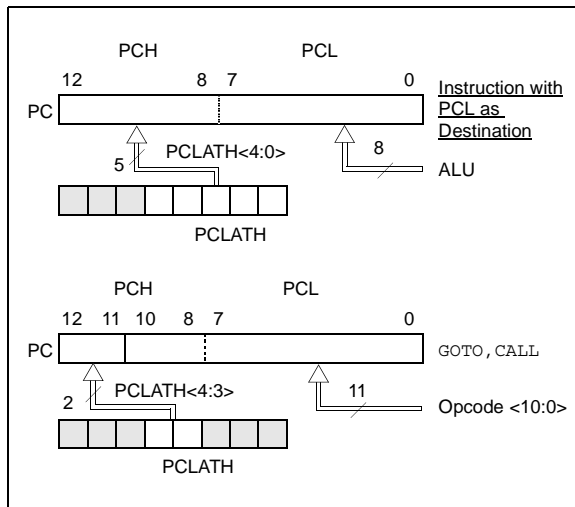 PCH PCL
12 8 7 0
Instruction with
PCL as
Destination
PC
5 PCLATH<4:0>
8
ALU
PCLATH
PCH PCL
12 11 10 8 7 0
PC
GOTO,CALL
2 PCLATH<4:3>
11
Opcode <10:0>
PCLATH